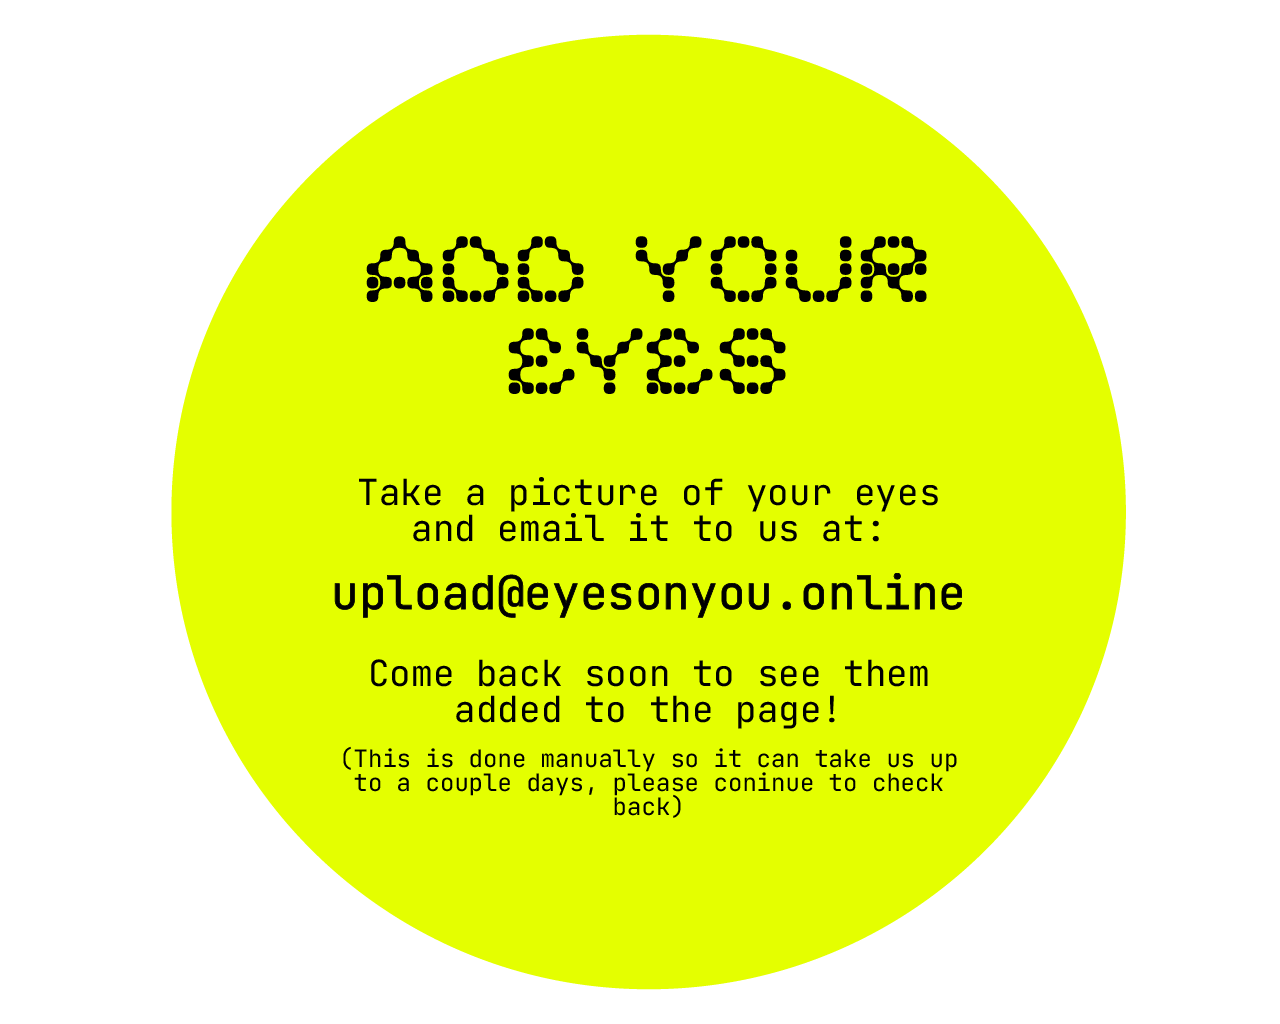 ADD YOUR
EYES
Take a picture of your eyes
and email it to us at:
upload@eyesonyou.online
Come back soon to see them
added to the page!
(This is done manually so it can take us up
to a couple days, please coninue to check
back)